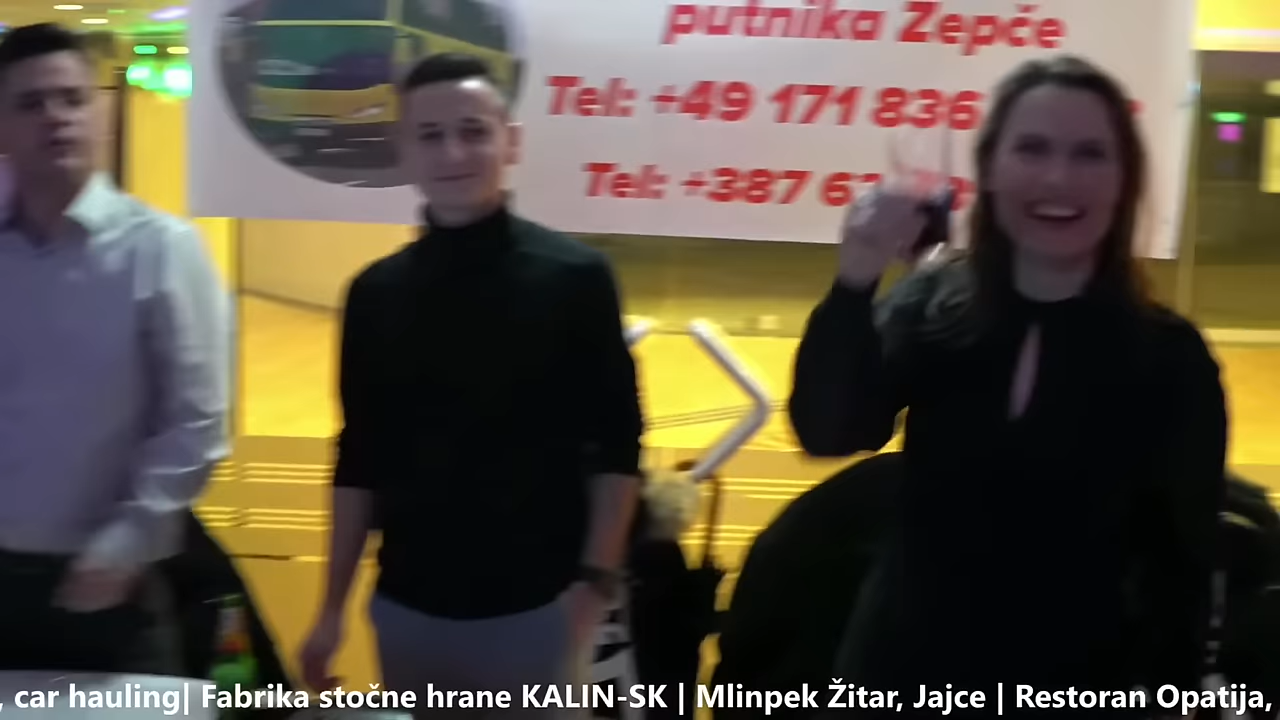 putnika Žepče
Tel: +49 171 836
Tel: +387 6
, car hauling| Fabrika stočne hrane KALIN-SK | Mlinpek Žitar, Jajce | Restoran Opatija,